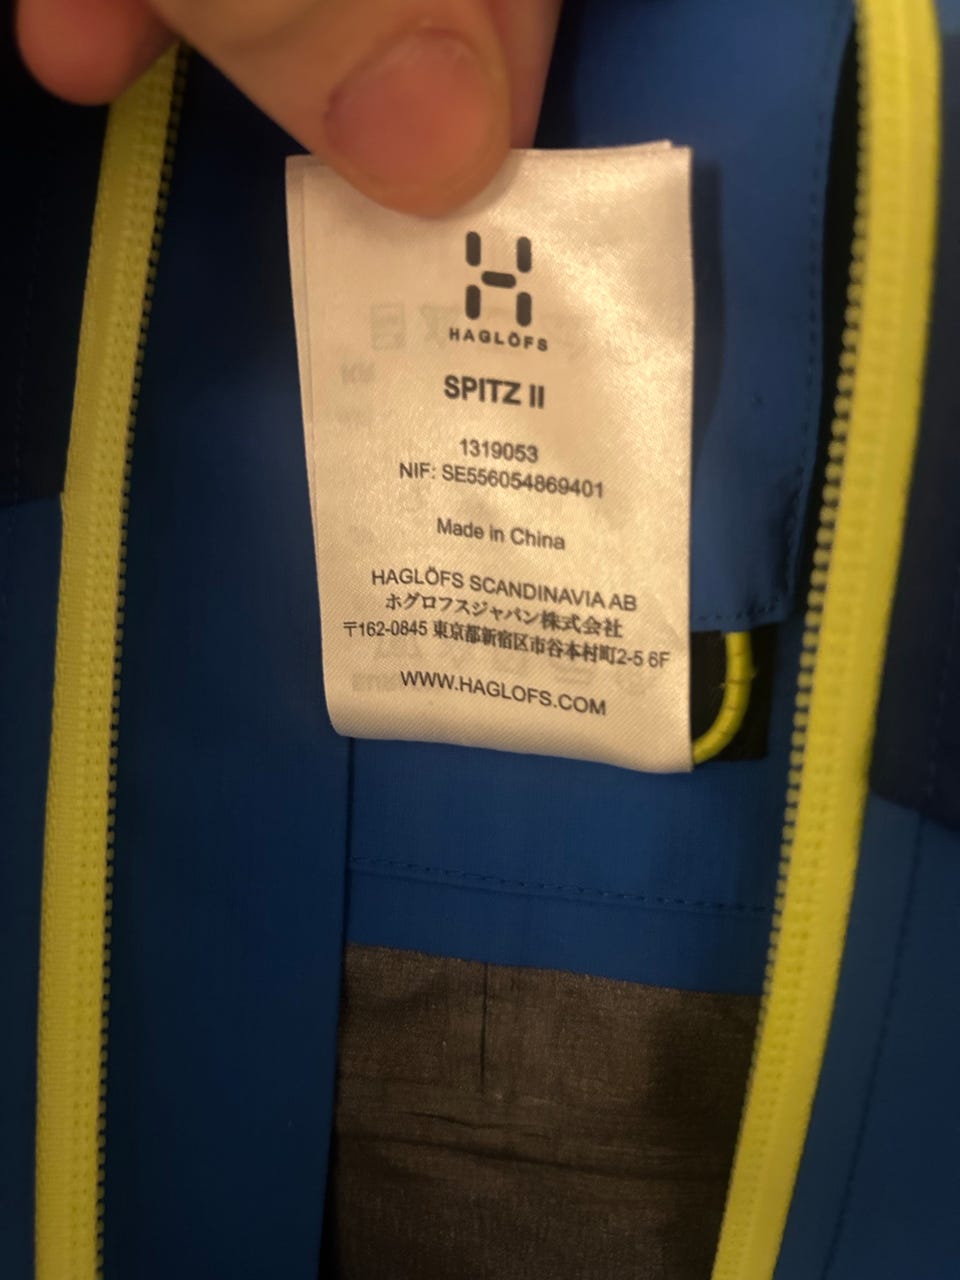 HAGLÖFS
SPITZ II
1319053
NIF: SE556054869401
Made in China
HAGLÖFS SCANDINAVIA AB
ホグロフスジャパン株式会社
〒162-0845 東京都新宿区市谷本村町2-5 6F
WWW.HAGLOFS.COM